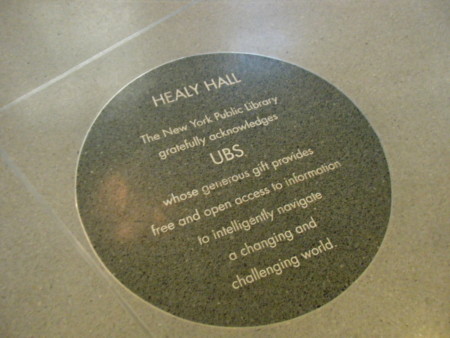 HEALY HALL
The New York Public Library
gratefully acknowledges
UBS,
whose generous gift provides
free and open access to information
to intelligently navigate
a changing and
challenging world.